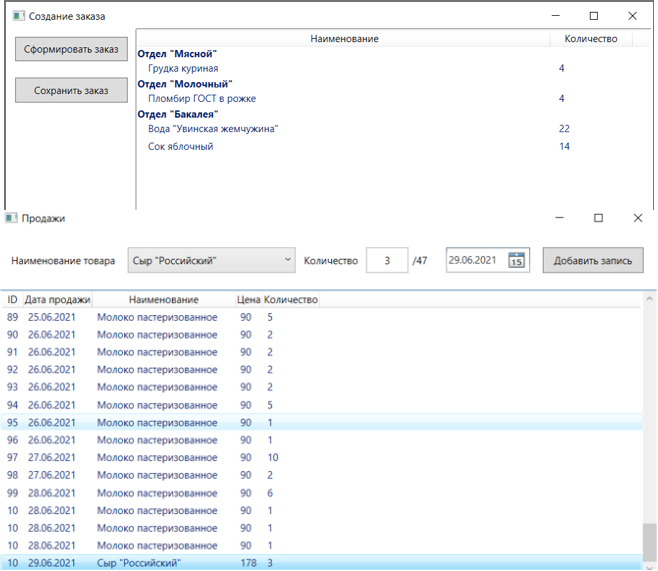 Создание заказа
Сформировать заказ
Сохранить заказ
Наименование Количество
Отдел "Мясной"
Грудка куриная 4
Отдел "Молочный"
Пломбир ГОСТ в рожке 4
Отдел "Бакалея"
Вода "Увинская жемчужина" 22
Сок яблочный 14
Продажи
Наименование товара Сыр "Российский" Количество 3 /47 29.06.2021 15 Добавить запись
ID Дата продажи Наименование Цена Количество
89 25.06.2021 Молоко пастеризованное 90 5
90 26.06.2021 Молоко пастеризованное 90 2
91 26.06.2021 Молоко пастеризованное 90 2
92 26.06.2021 Молоко пастеризованное 90 2
93 26.06.2021 Молоко пастеризованное 90 2
94 26.06.2021 Молоко пастеризованное 90 5
95 26.06.2021 Молоко пастеризованное 90 1
96 26.06.2021 Молоко пастеризованное 90 1
97 27.06.2021 Молоко пастеризованное 90 10
98 27.06.2021 Молоко пастеризованное 90 2
99 28.06.2021 Молоко пастеризованное 90 6
10 28.06.2021 Молоко пастеризованное 90 1
10 28.06.2021 Молоко пастеризованное 90 1
10 28.06.2021 Молоко пастеризованное 90 1
10 29.06.2021 Сыр "Российский" 178 3